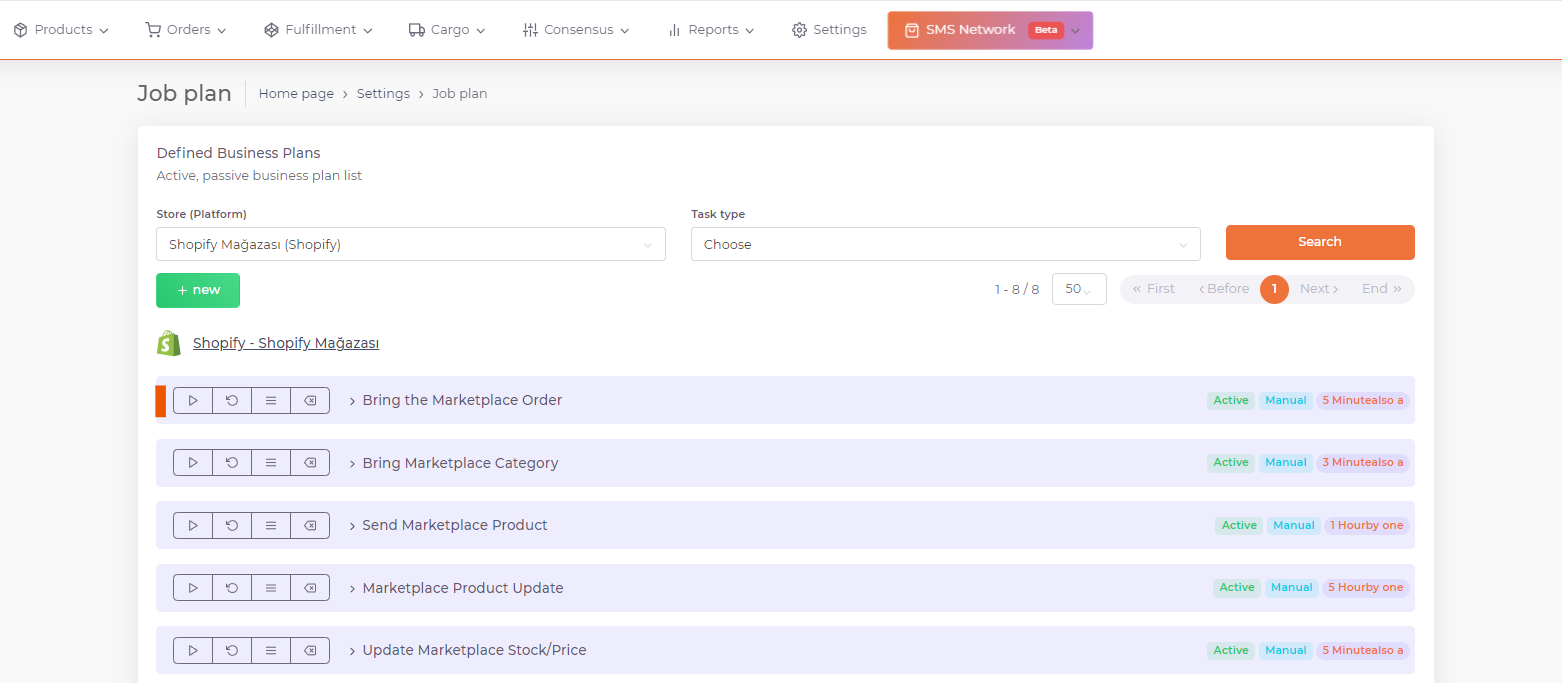 Products Orders Fulfillment Cargo Consensus Reports Settings SMS Network Beta
Job plan Home page › Settings › Job plan
Defined Business Plans
Active, passive business plan list
Store (Platform) Task type
Shopify Mağazası (Shopify) Choose Search
+ new 1 - 8 / 8 50 « First ‹ Before 1 Next › End »
Shopify - Shopify Mağazası
› Bring the Marketplace Order Active Manual 5 Minutealso a
› Bring Marketplace Category Active Manual 3 Minutealso a
› Send Marketplace Product Active Manual 1 Hourby one
› Marketplace Product Update Active Manual 5 Hourby one
› Update Marketplace Stock/Price Active Manual 5 Minutealso a